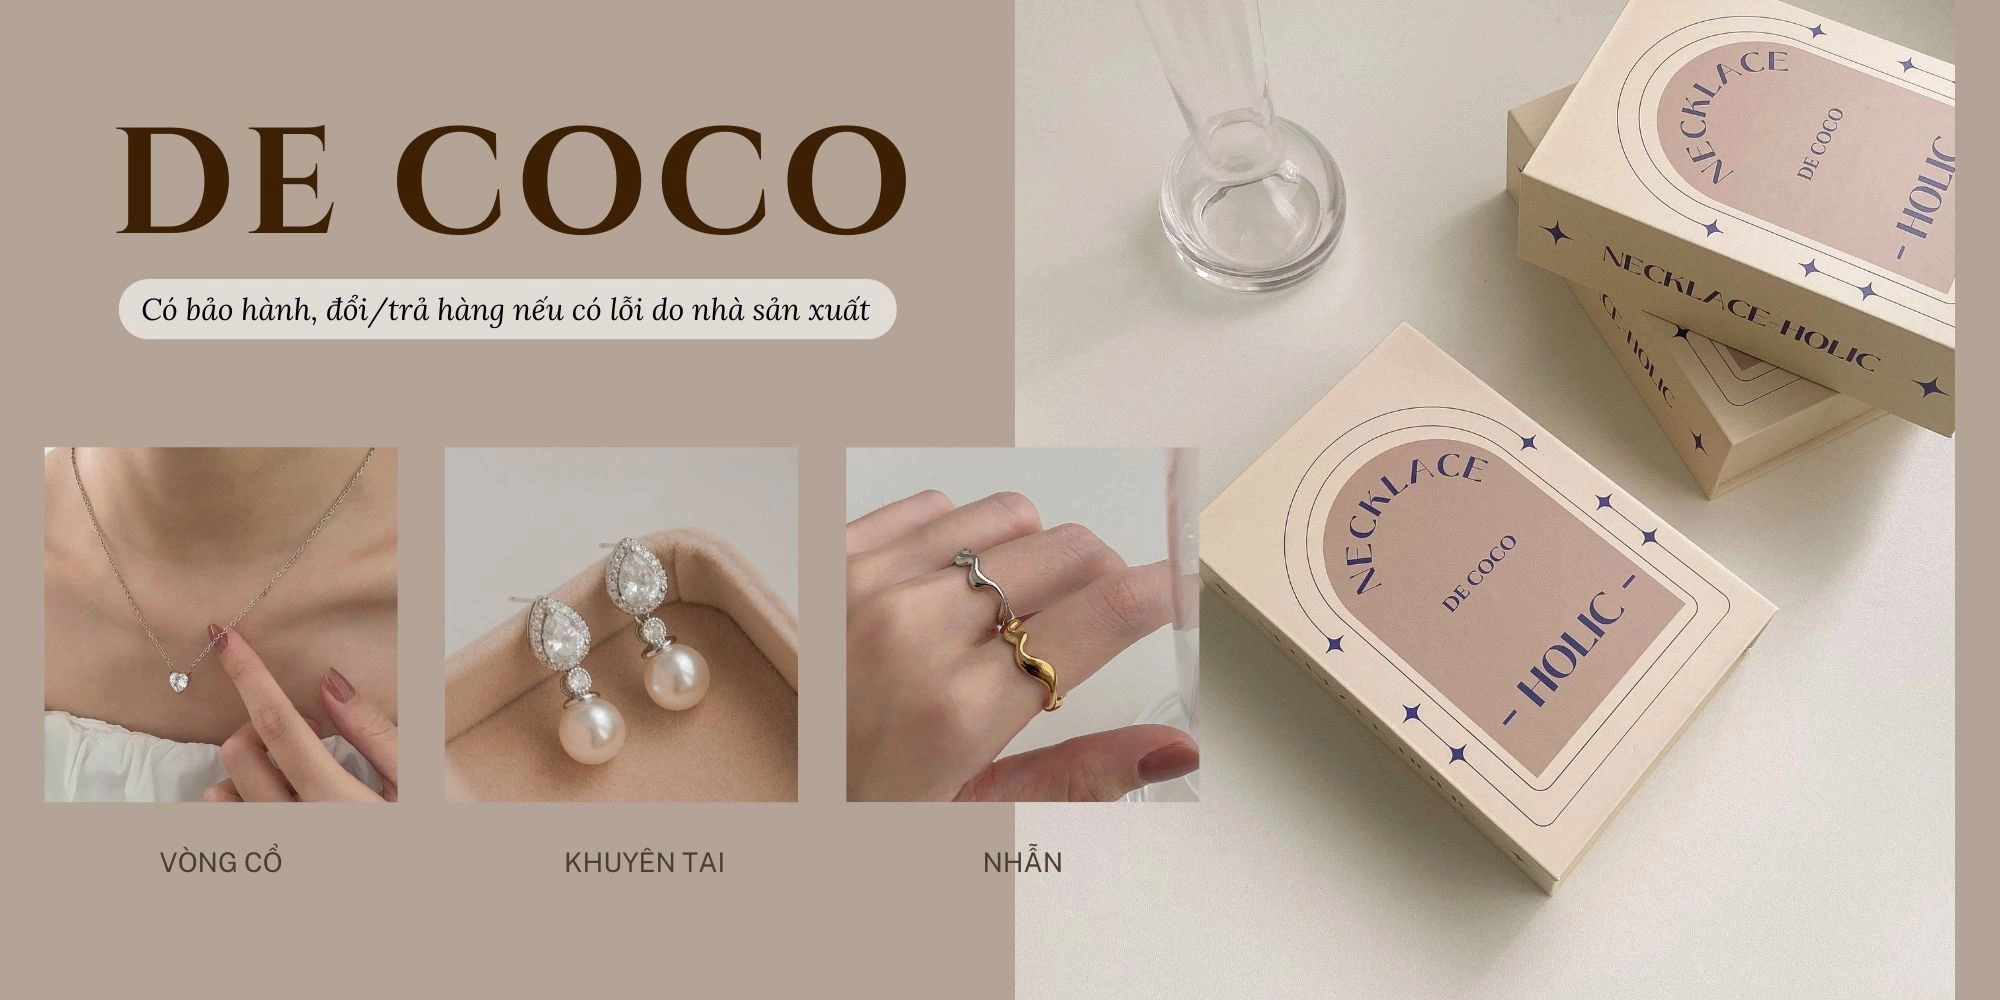 DE COCO
Có bảo hành, đổi/trả hàng nếu có lỗi do nhà sản xuất
VÒNG CỔ
KHUYÊN TAI
NHẪN
NECKLACE
DE COCO
- HOLIC
NECKLACE-HOLIC
CE-HOLIC
NECKLACE
DE COCO
- HOLIC -